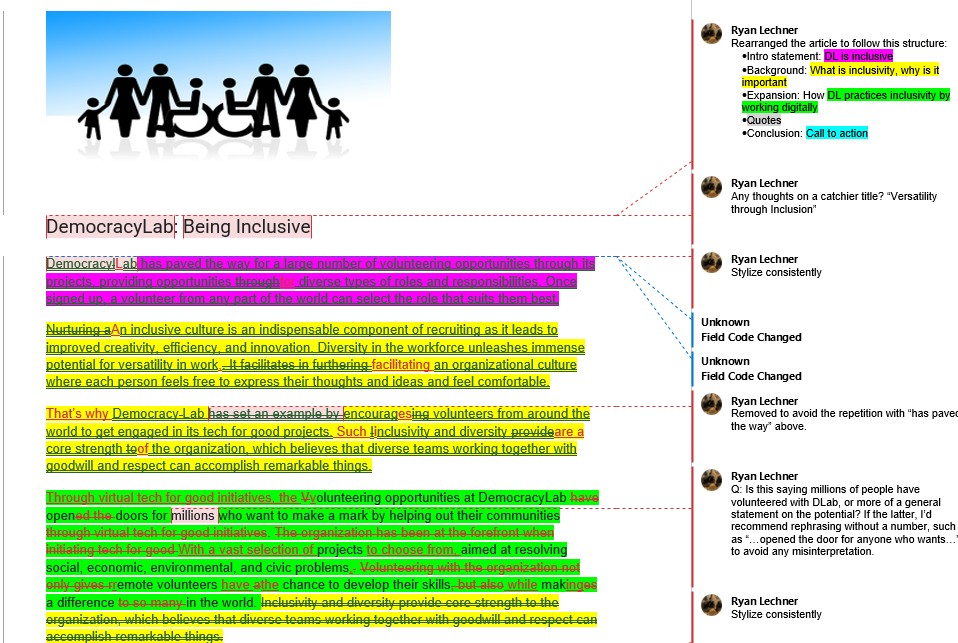 DemocracyLab: Being Inclusive
DemocracylLab has paved the way for a large number of volunteering opportunities through its
projects, providing opportunities through diverse types of roles and responsibilities. Once
signed up, a volunteer from any part of the world can select the role that suits them best.
Nurturing aAn inclusive culture is an indispensable component of recruiting as it leads to
improved creativity, efficiency, and innovation. Diversity in the workforce unleashes immense
potential for versatility in work,. It facilitates in furthering facilitating an organizational culture
where each person feels free to express their thoughts and ideas and feel comfortable.
That's why Democracy-Lab has set an example by encouragesing volunteers from around the
world to get engaged in its tech for good projects. Such Iinclusivity and diversity provideare a
core strength toof the organization, which believes that diverse teams working together with
goodwill and respect can accomplish remarkable things.
Through virtual tech for good initiatives, the Vvolunteering opportunities at DemocracyLab have
opened the doors for millions who want to make a mark by helping out their communities
through virtual tech for good initiatives. The organization has been at the forefront when
initiating tech for good With a vast selection of projects to choose from, aimed at resolving
social, economic, environmental, and civic problems,. Volunteering with the organization not
only gives rremote volunteers have athe chance to develop their skills, but also while makinges
a difference to so many in the world. Inclusivity and diversity provide core strength to the
organization, which believes that diverse teams working together with goodwill and respect can
accomplish remarkable things.
Ryan Lechner
Rearranged the article to follow this structure:
•Intro statement: DL is inclusive
•Background: What is inclusivity, why is it
important
•Expansion: How DL practices inclusivity by
working digitally
•Quotes
•Conclusion: Call to action
Ryan Lechner
Any thoughts on a catchier title? “Versatility
through Inclusion”
Ryan Lechner
Stylize consistently
Unknown
Field Code Changed
Unknown
Field Code Changed
Ryan Lechner
Removed to avoid the repetition with “has paved
the way” above.
Ryan Lechner
Q: Is this saying millions of people have
volunteered with DLab, or more of a general
statement on the potential? If the latter, I'd
recommend rephrasing without a number, such
as “…opened the door for anyone who wants…”
to avoid any misinterpretation.
Ryan Lechner
Stylize consistently